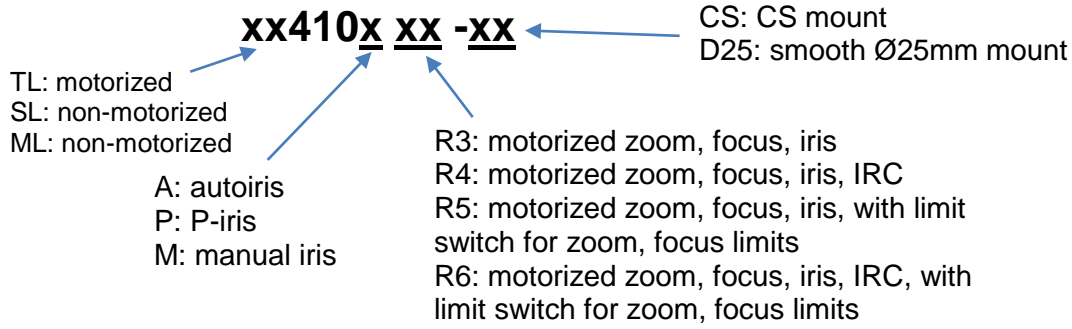 xx410x xx -xx
CS: CS mount
D25: smooth Ø25mm mount
TL: motorized
SL: non-motorized
ML: non-motorized
A: autoiris
P: P-iris
M: manual iris
R3: motorized zoom, focus, iris
R4: motorized zoom, focus, iris, IRC
R5: motorized zoom, focus, iris, with limit
switch for zoom, focus limits
R6: motorized zoom, focus, iris, IRC, with
limit switch for zoom, focus limits